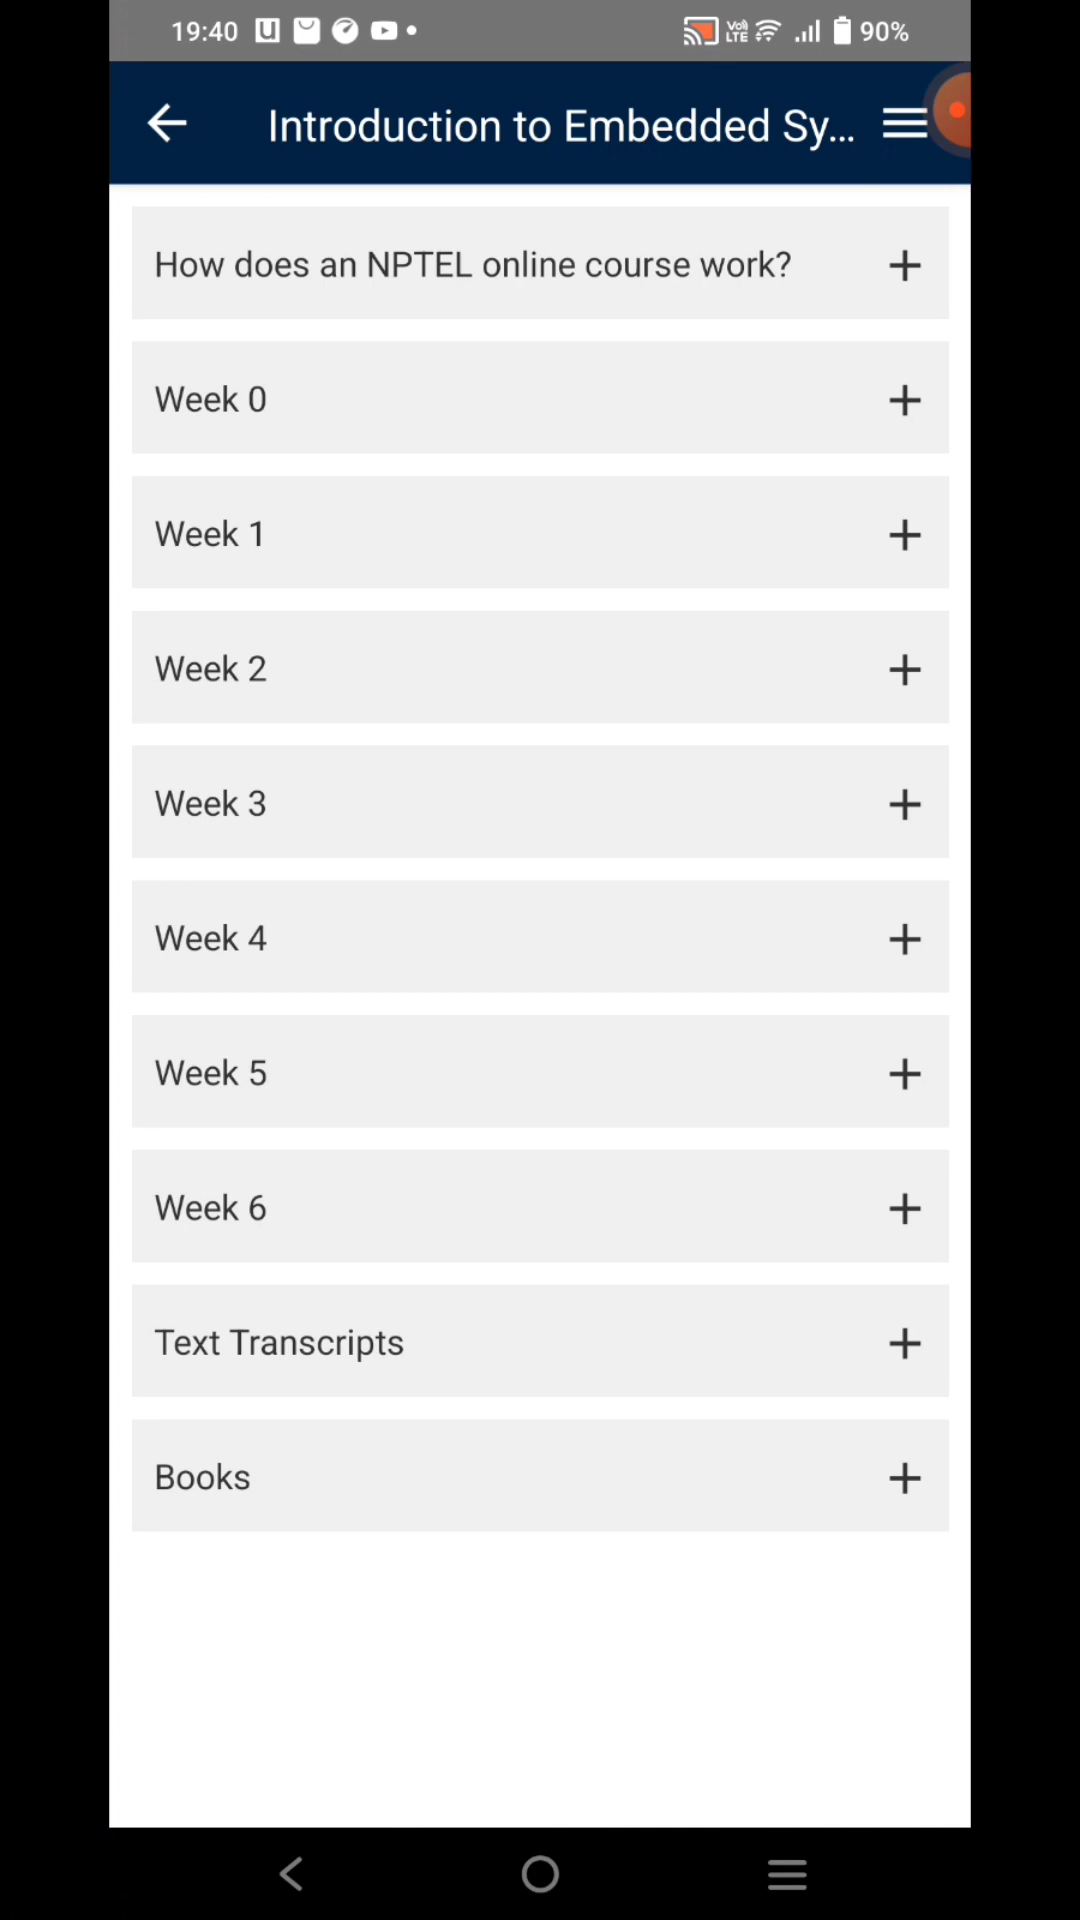 19:40
VoLTE
90%
Introduction to Embedded Sy...
How does an NPTEL online course work?
Week 0
Week 1
Week 2
Week 3
Week 4
Week 5
Week 6
Text Transcripts
Books